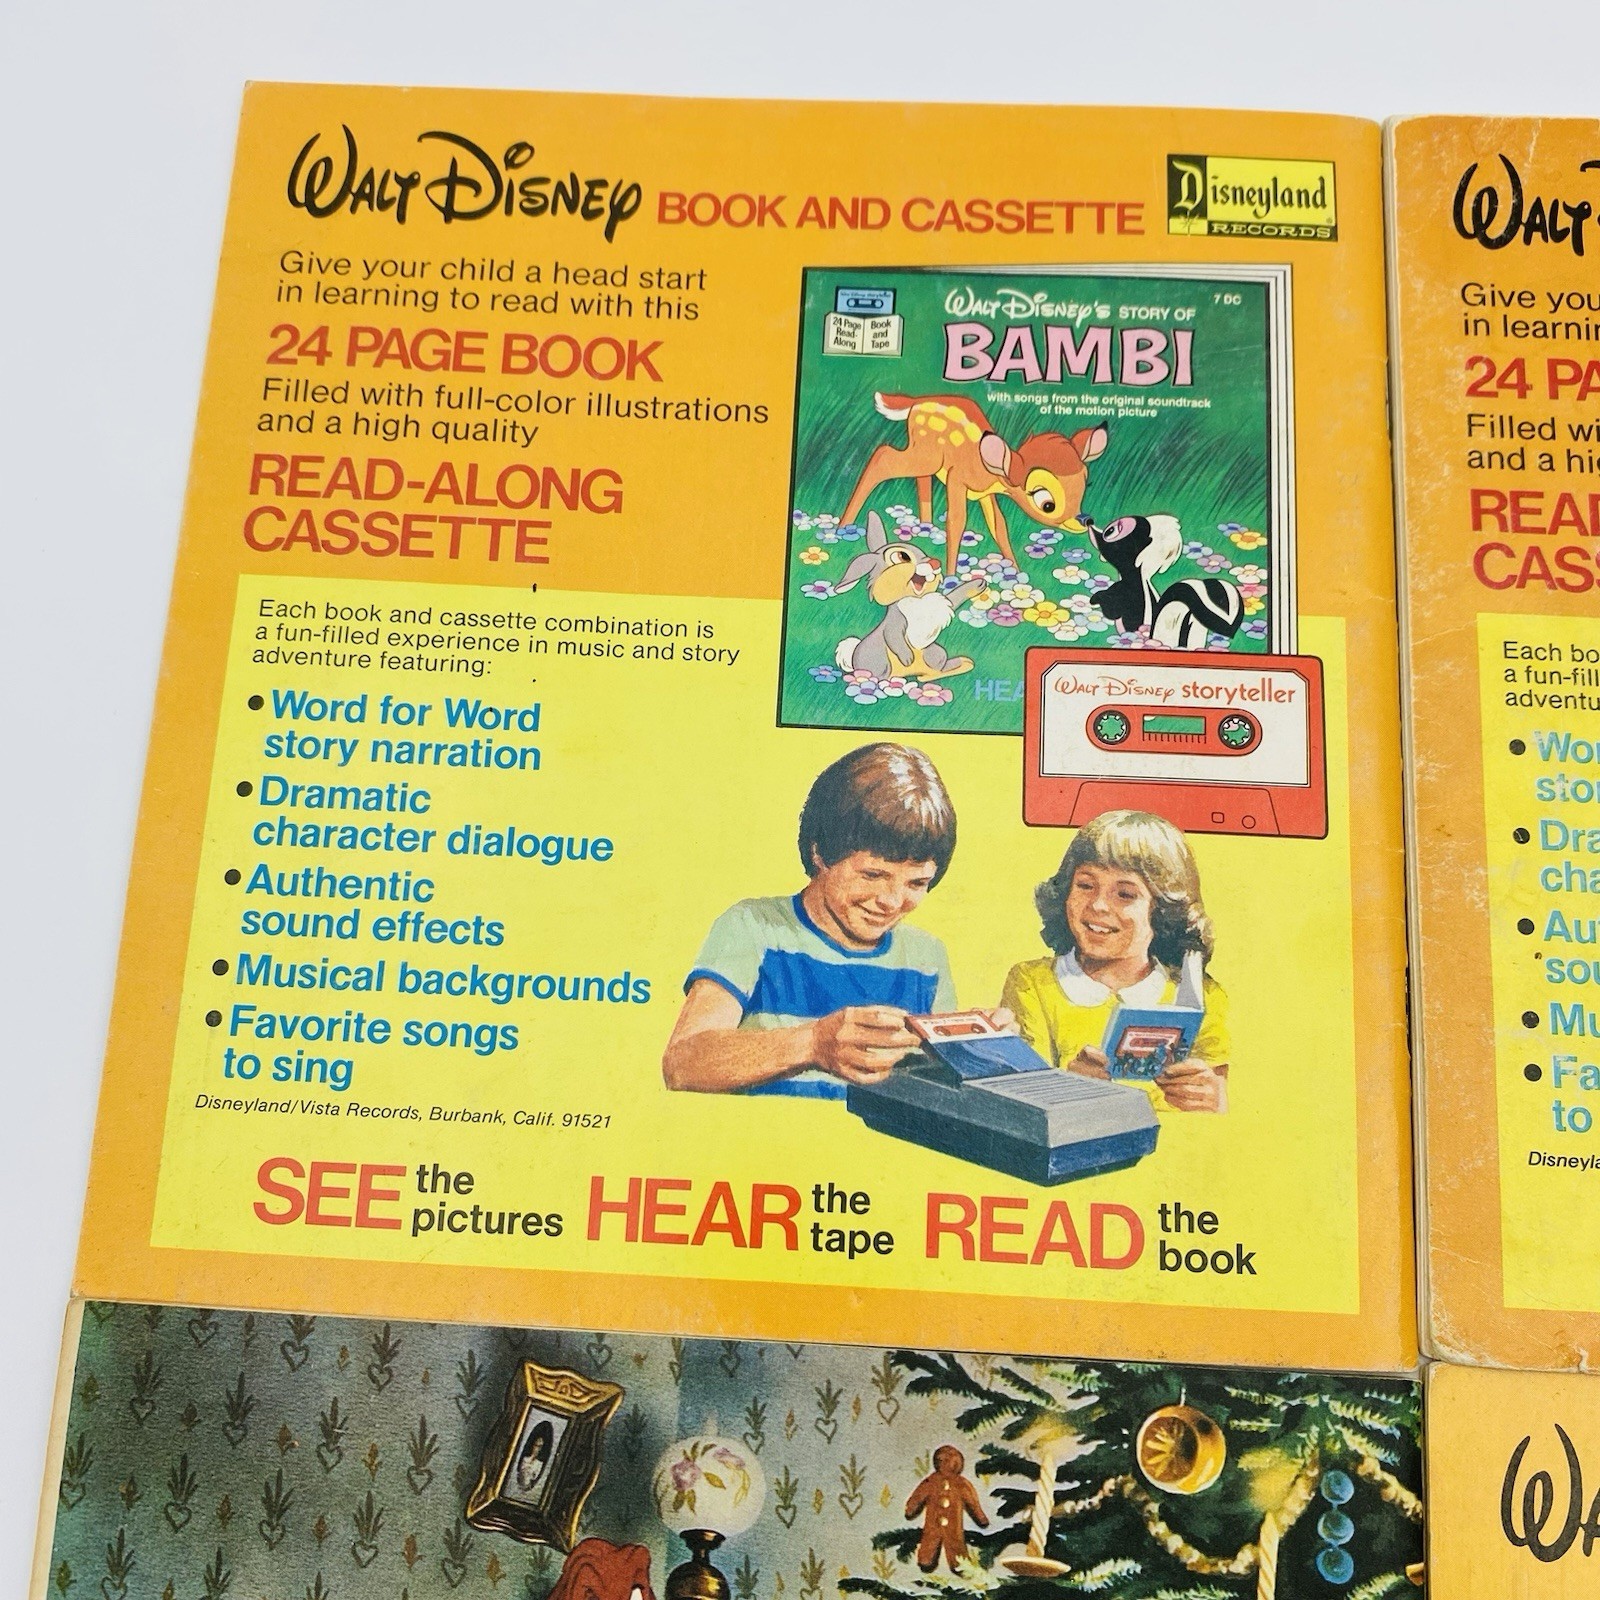 WALT DISNEY BOOK AND CASSETTE
Disneyland
RECORDS
Give your child a head start
in learning to read with this
24 PAGE BOOK
Filled with full-color illustrations
and a high quality
READ-ALONG
CASSETTE
24 Page
Read-
Along
Book
and
Tape
WALT DISNEY'S STORY OF
7 DC
BAMBI
with songs from the original soundtrack
of the motion picture
HEA
WALT DISNEY storyteller
Each book and cassette combination is
a fun-filled experience in music and story
adventure featuring:
• Word for Word
story narration
• Dramatic
character dialogue
• Authentic
sound effects
• Musical backgrounds
• Favorite songs
to sing
Disneyland/Vista Records, Burbank, Calif. 91521
SEE the pictures HEAR the tape READ the book
WALT
Give you
in learnin
24 PA
Filled wi
and a hig
READ
CASS
Each bo
a fun-fill
adventu
• Wor
stor
• Dra
cha
• Aut
sou
• Mu
• Fa
to
Disneyla
WA